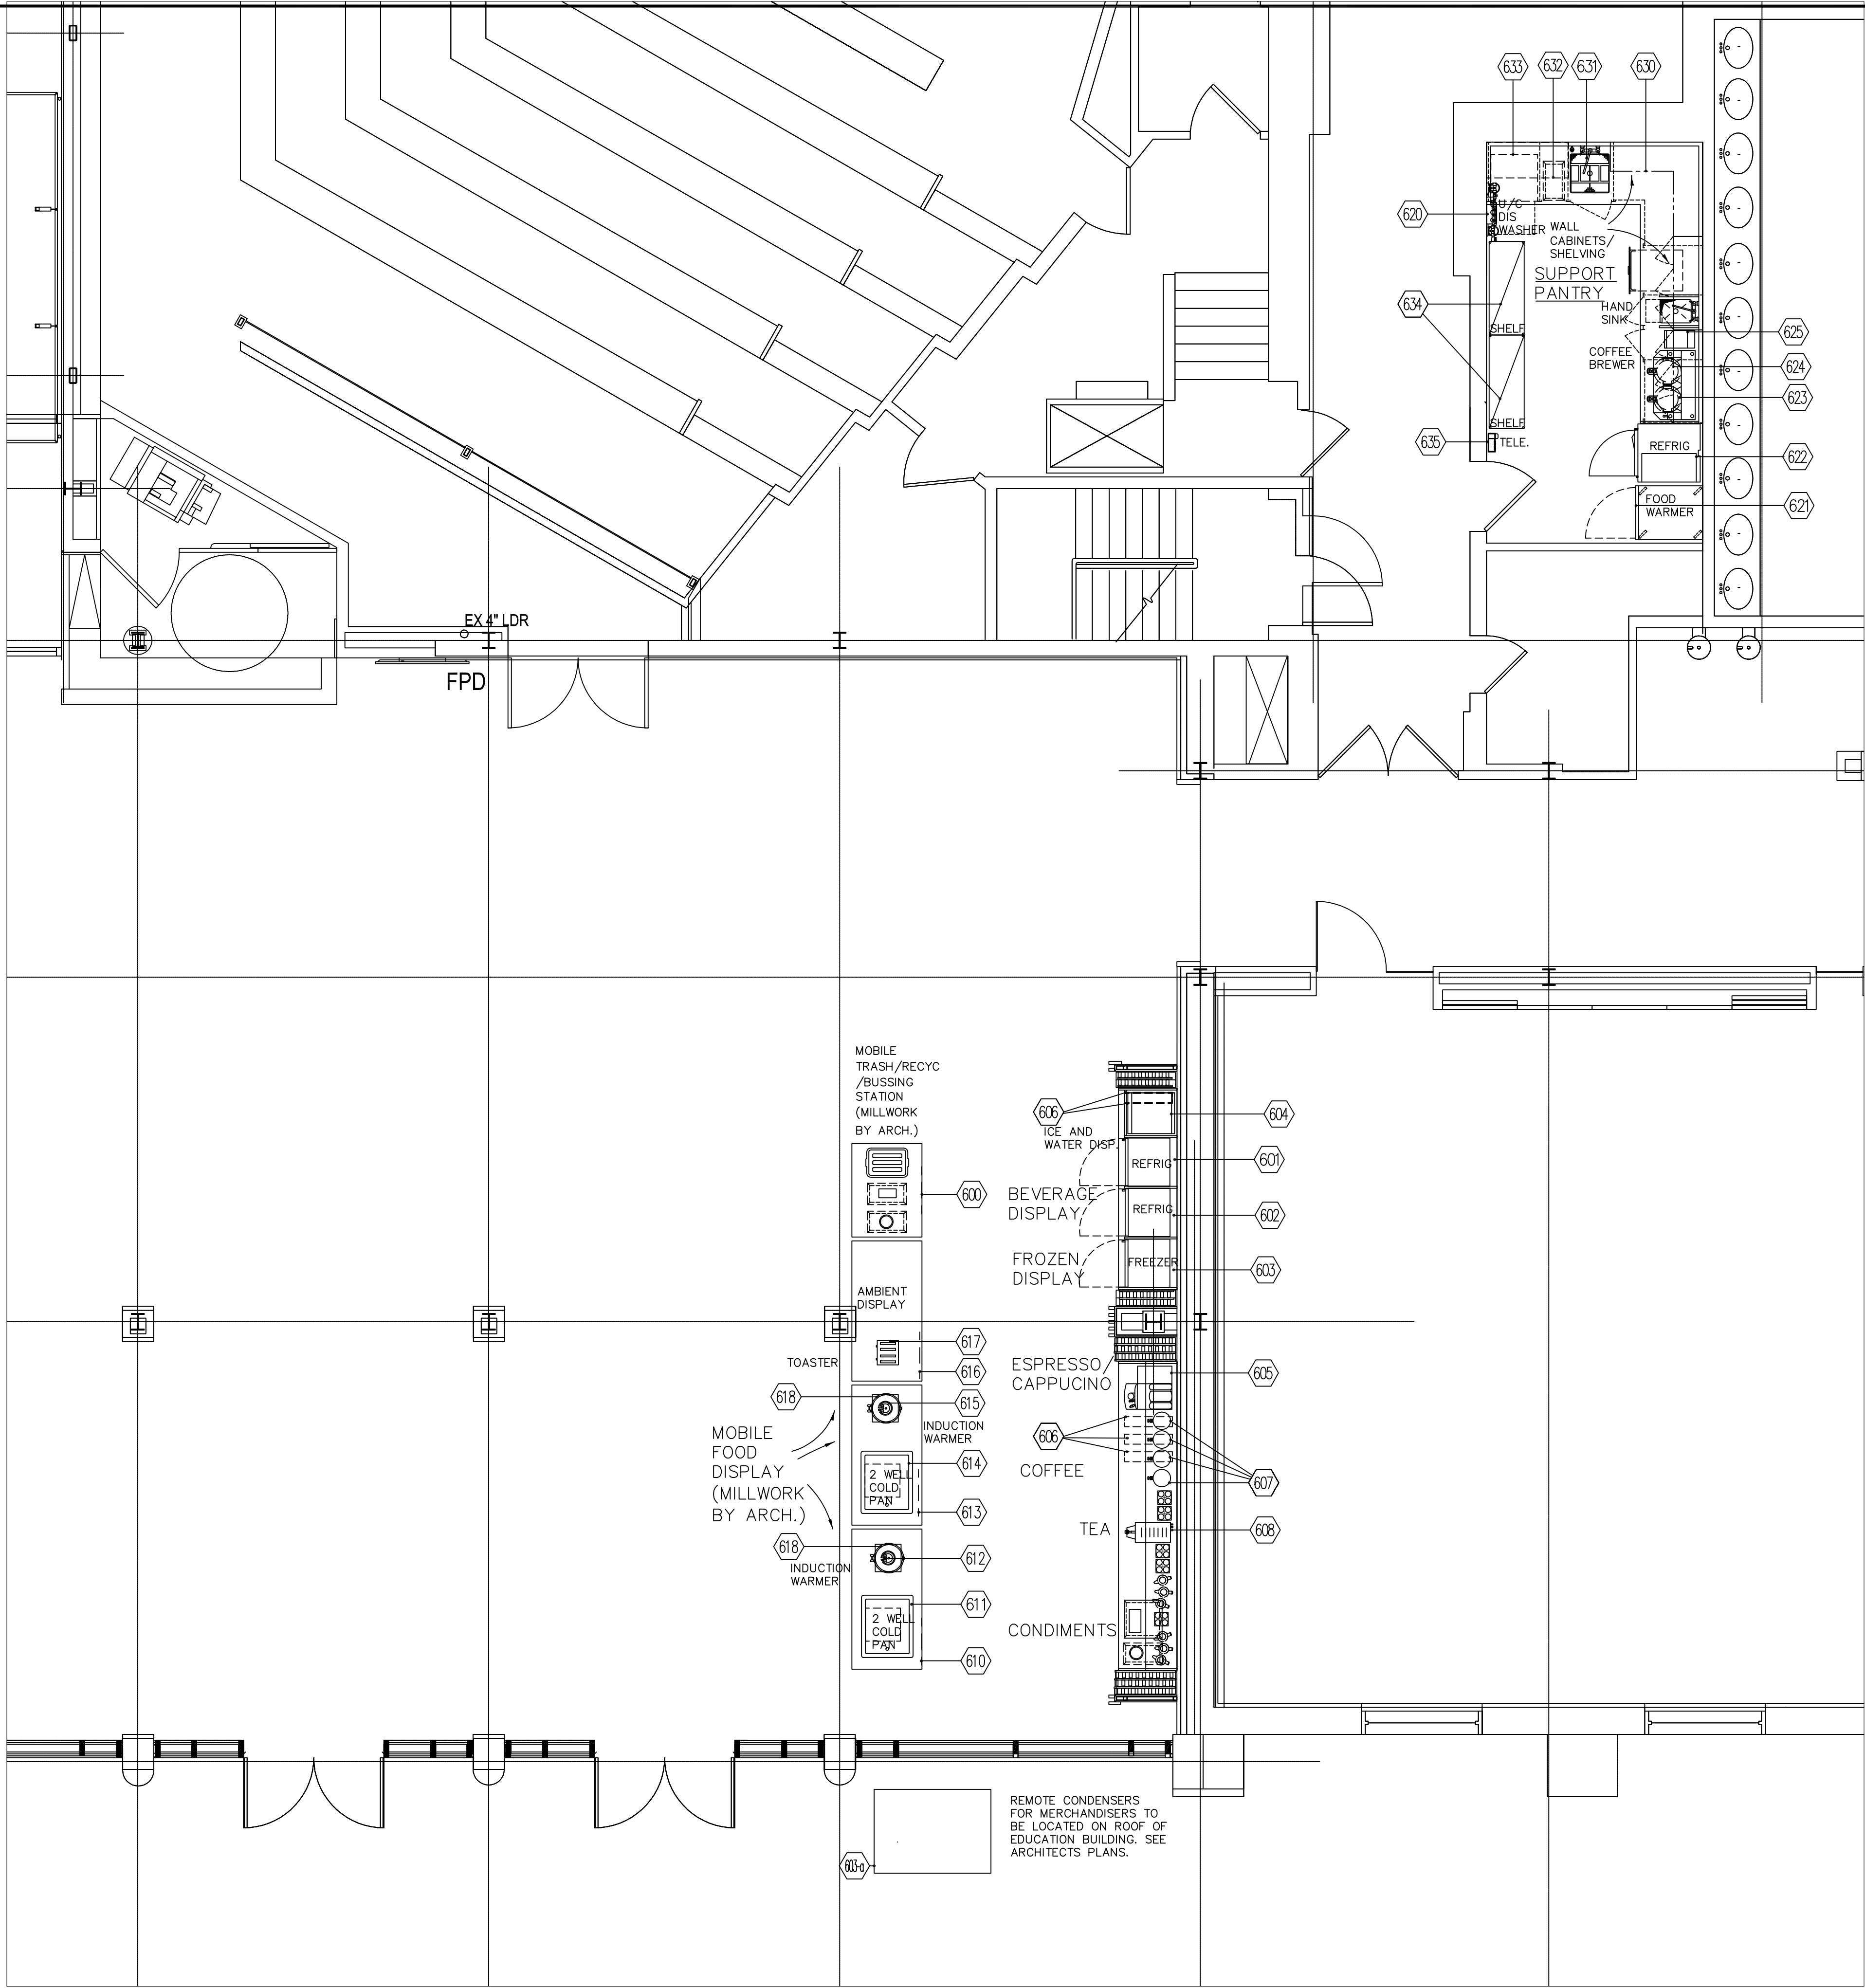 633
632
631
630
620
U/C
DIS
WASHER
WALL
CABINETS/
SHELVING
SUPPORT
PANTRY
634
HAND
SINK
SHELF
625
COFFEE
BREWER
624
623
SHELF
635
TELE.
REFRIG
622
FOOD
WARMER
621
EX 4" LDR
FPD
MOBILE
TRASH/RECYC
/BUSSING
STATION
(MILLWORK
BY ARCH.)
606
604
ICE AND
WATER DISP.
REFRIG
601
600
BEVERAGE
DISPLAY
REFRIG
602
FROZEN
DISPLAY
FREEZER
603
AMBIENT
DISPLAY
617
TOASTER
616
ESPRESSO
CAPPUCINO
605
618
615
INDUCTION
WARMER
606
MOBILE
FOOD
DISPLAY
(MILLWORK
BY ARCH.)
614
2 WELL
COLD
PAN
COFFEE
607
613
TEA
608
618
612
INDUCTION
WARMER
611
2 WELL
COLD
PAN
CONDIMENTS
610
REMOTE CONDENSERS
FOR MERCHANDISERS TO
BE LOCATED ON ROOF OF
EDUCATION BUILDING. SEE
ARCHITECTS PLANS.
603-a